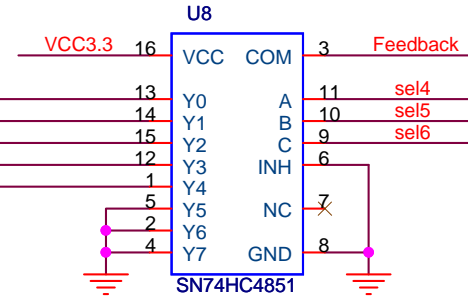 U8
VCC3.3 16 VCC COM 3 Feedback
13 Y0 A 11 sel4
14 Y1 B 10 sel5
15 Y2 C 9 sel6
12 Y3 INH 6
1 Y4
5 Y5 NC 7
2 Y6
4 Y7 GND 8
SN74HC4851